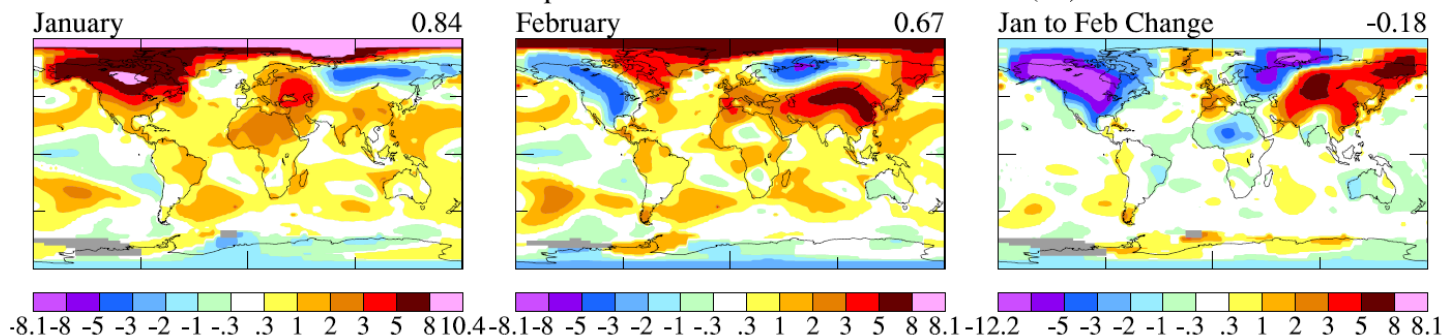 January 0.84
February 0.67
Jan to Feb Change -0.18
-8.1 -8 -5 -3 -2 -1 -.3 .3 1 2 3 5 8 10.4
-8.1 -8 -5 -3 -2 -1 -.3 .3 1 2 3 5 8 8.1
-12.2 -5 -3 -2 -1 -.3 .3 1 2 3 5 8 8.1